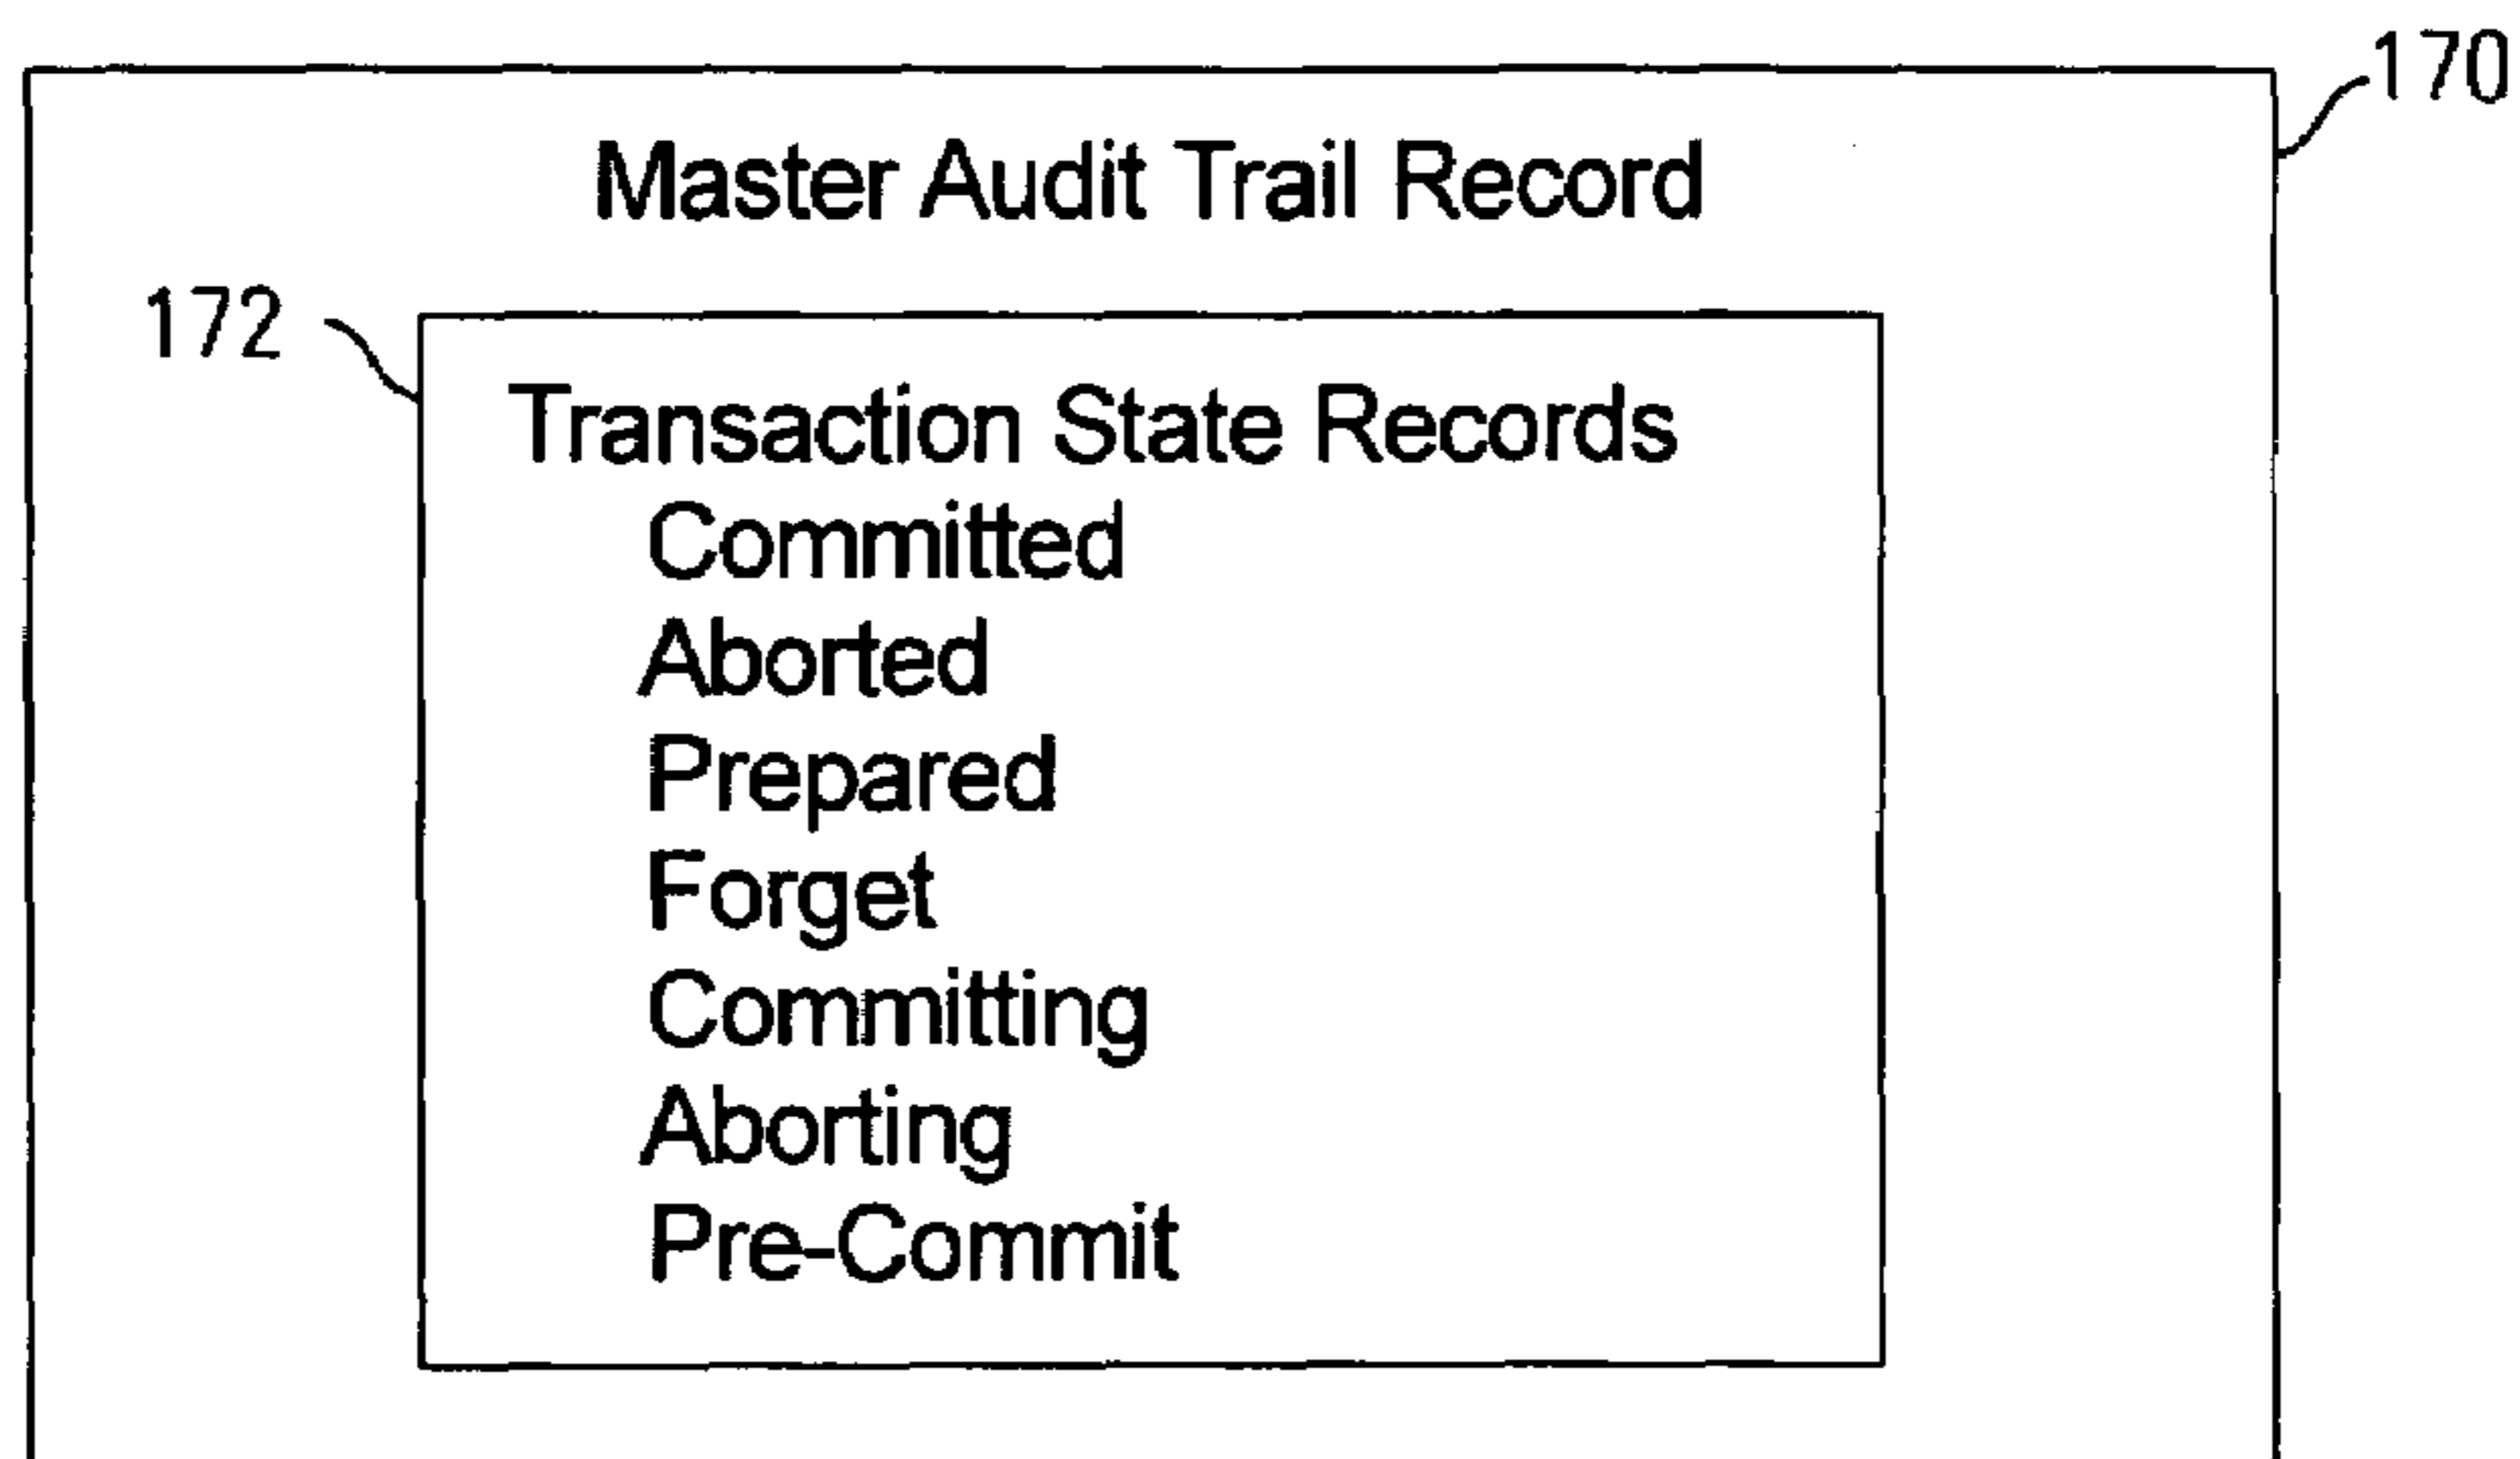 170
Master Audit Trail Record
172
Transaction State Records
Committed
Aborted
Prepared
Forget
Committing
Aborting
Pre-Commit